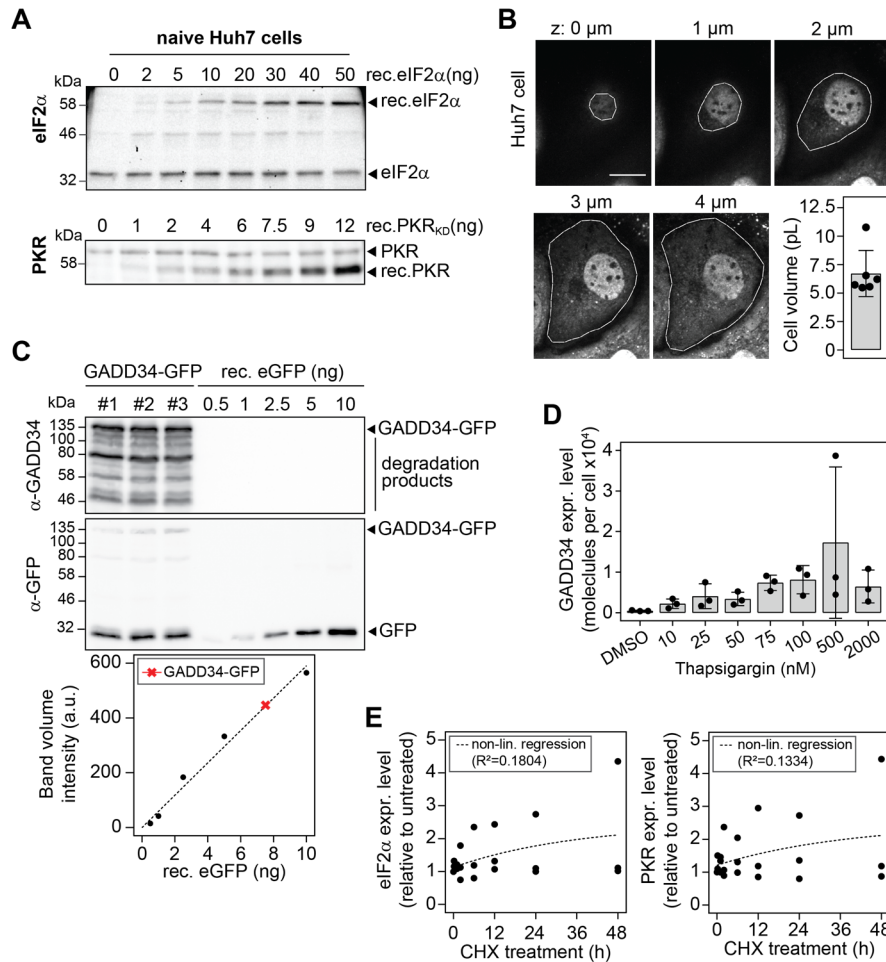 A
naive Huh7 cells
0 2 5 10 20 30 40 50 rec.eIF2α(ng)
kDa
eIF2α
58
rec.eIF2α
46
32
eIF2α
0 1 2 4 6 7.5 9 12 rec.PKRKD(ng)
kDa
PKR
PKR
58
rec.PKR
B
z: 0 µm 1 µm 2 µm
Huh7 cell
3 µm 4 µm
Cell volume (pL)
12.5
10.0
7.5
5.0
2.5
0
C
GADD34-GFP rec. eGFP (ng)
kDa #1 #2 #3 0.5 1 2.5 5 10
α-GADD34
135
100
80
58
46
GADD34-GFP
degradation
products
α-GFP
135
100
80
58
46
32
GADD34-GFP
GFP
Band volume
intensity (a.u.)
600
400
200
0
GADD34-GFP
0 2 4 6 8 10
rec. eGFP (ng)
D
GADD34 expr. level
(moleclules per cell x10⁴)
4
3
2
1
0
DMSO 10 25 50 75 100 500 2000
Thapsigargin (nM)
E
eIF2α expr. level
(relative to untreated)
5
4
3
2
1
0
non-lin. regression
(R²=0.1804)
0 12 24 36 48
CHX treatment (h)
PKR expr. level
(relative to untreated)
5
4
3
2
1
0
non-lin. regression
(R²=0.1334)
0 12 24 36 48
CHX treatment (h)